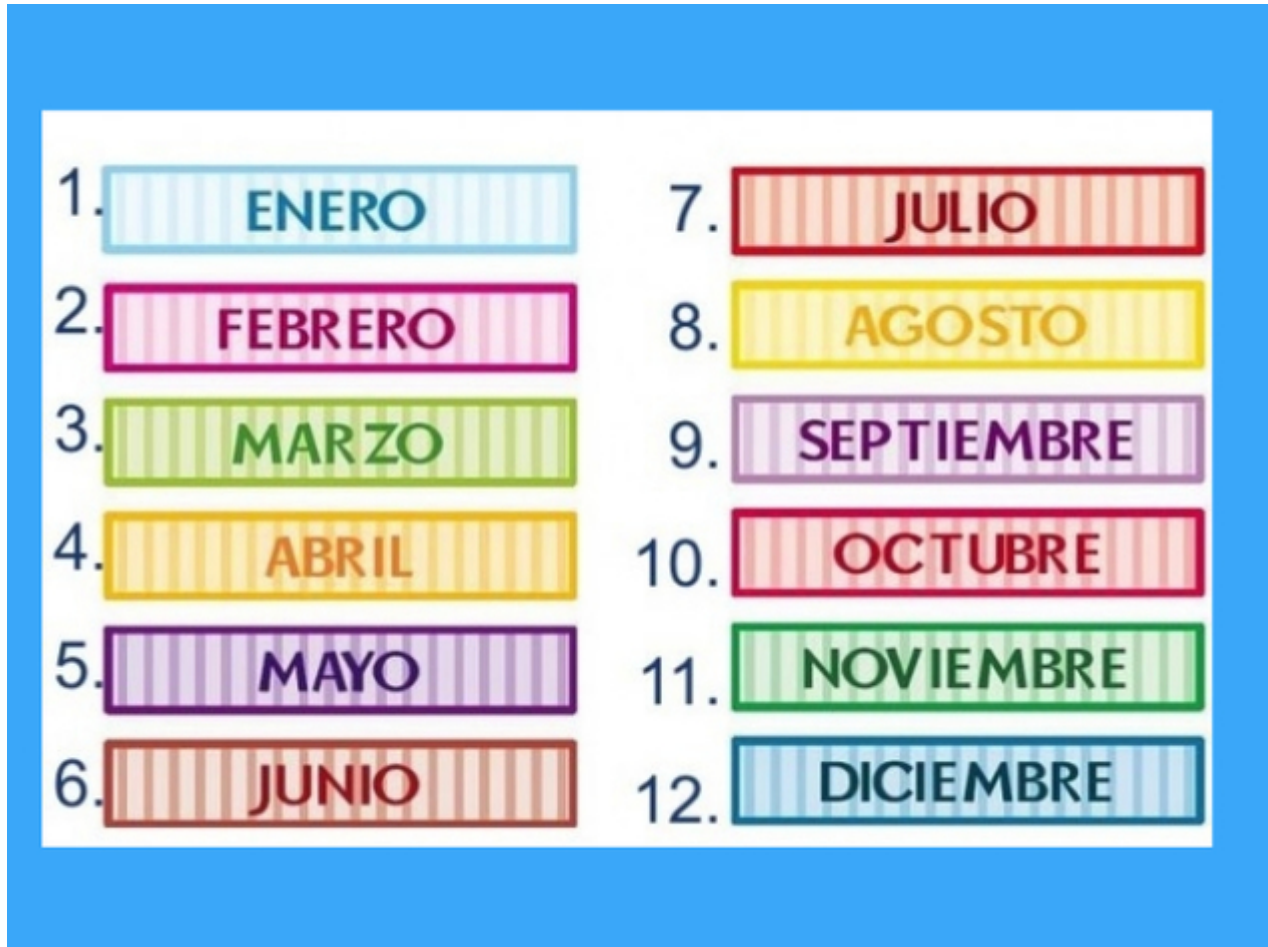 1. ENERO
2. FEBRERO
3. MARZO
4. ABRIL
5. MAYO
6. JUNIO
7. JULIO
8. AGOSTO
9. SEPTIEMBRE
10. OCTUBRE
11. NOVIEMBRE
12. DICIEMBRE